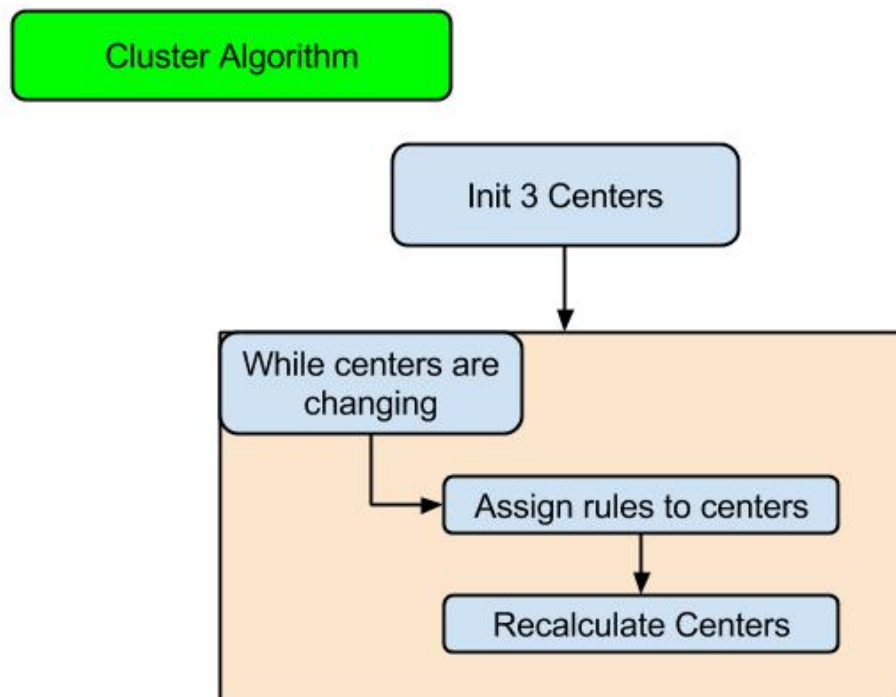 Cluster Algorithm
Init 3 Centers
While centers are
changing
Assign rules to centers
Recalculate Centers